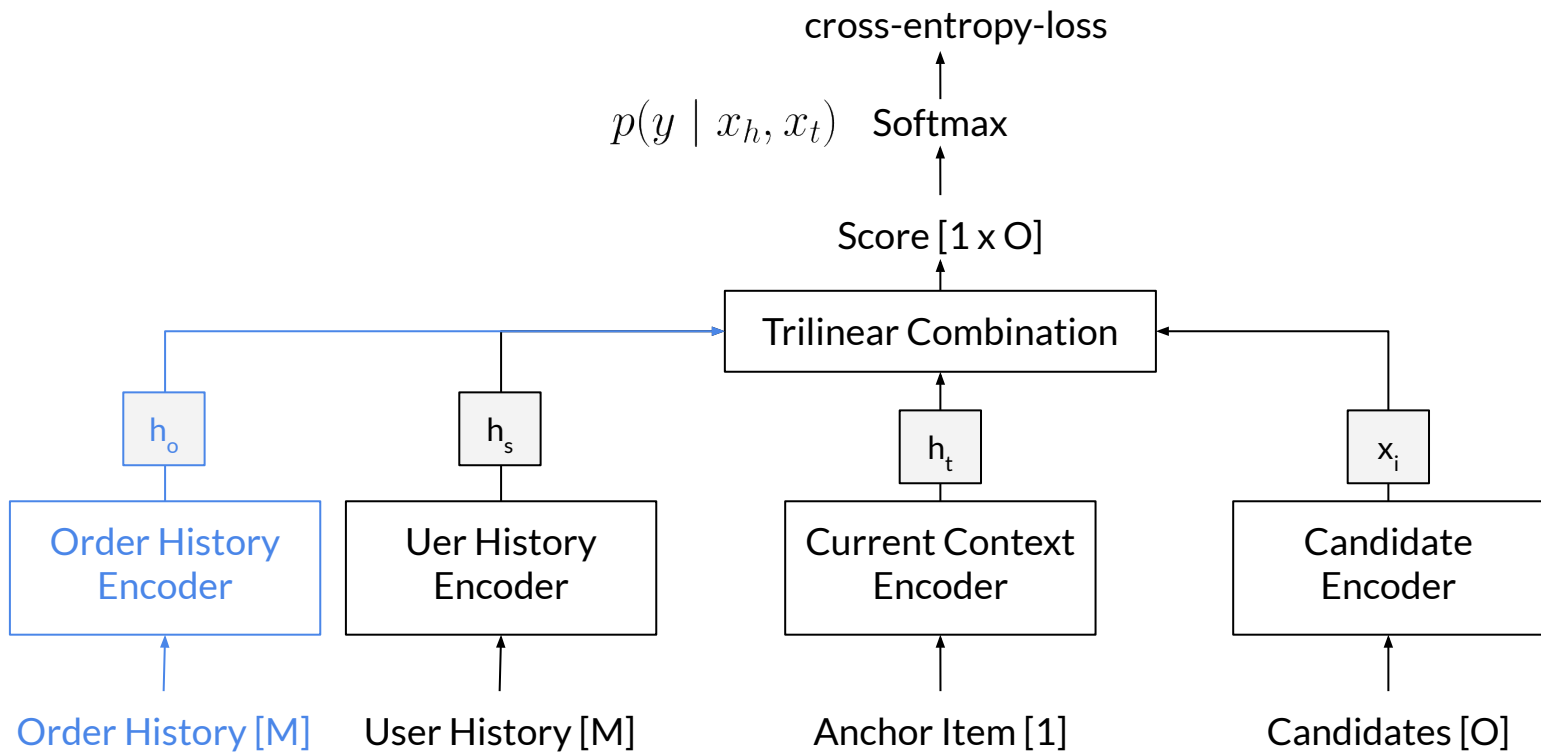 cross-entropy-loss
p(y | x_h, x_t) Softmax
Score [1 x O]
Trilinear Combination
h_o
h_s
h_t
x_i
Order History
Encoder
Uer History
Encoder
Current Context
Encoder
Candidate
Encoder
Order History [M]
User History [M]
Anchor Item [1]
Candidates [O]